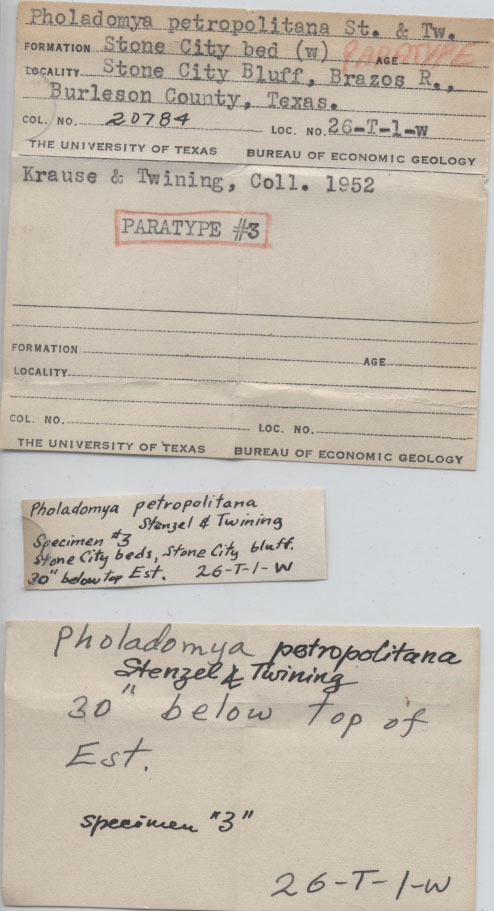 Pholadomya petropolitana St. & Tw.
FORMATION Stone City bed (w) AGE PARATYPE
LOCALITY Stone City Bluff, Brazos R.,
Burleson County, Texas.
COL. NO. 20784 LOC. NO. 26-T-1-w
THE UNIVERSITY OF TEXAS BUREAU OF ECONOMIC GEOLOGY
Krause & Twining, Coll. 1952
PARATYPE #3
FORMATION AGE
LOCALITY
COL. NO. LOC. NO.
THE UNIVERSITY OF TEXAS BUREAU OF ECONOMIC GEOLOGY
Pholadomya petropolitana
Stenzel & Twining
Specimen #3
Stone City beds, Stone City bluff.
30" below top Est. 26-T-1-W
Pholadomya petropolitana
Stenzel & Twining
30" below top of
Est.
specimen "3"
26-T-1-W